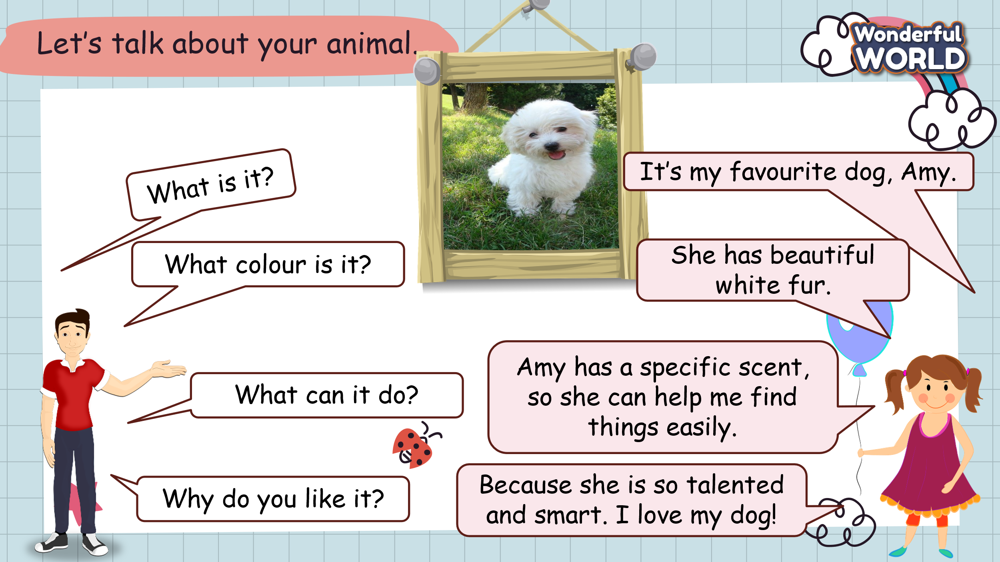 Let's talk about your animal.
Wonderful
WORLD
What is it?
It's my favourite dog, Amy.
What colour is it?
She has beautiful
white fur.
What can it do?
Amy has a specific scent,
so she can help me find
things easily.
Why do you like it?
Because she is so talented
and smart. I love my dog!